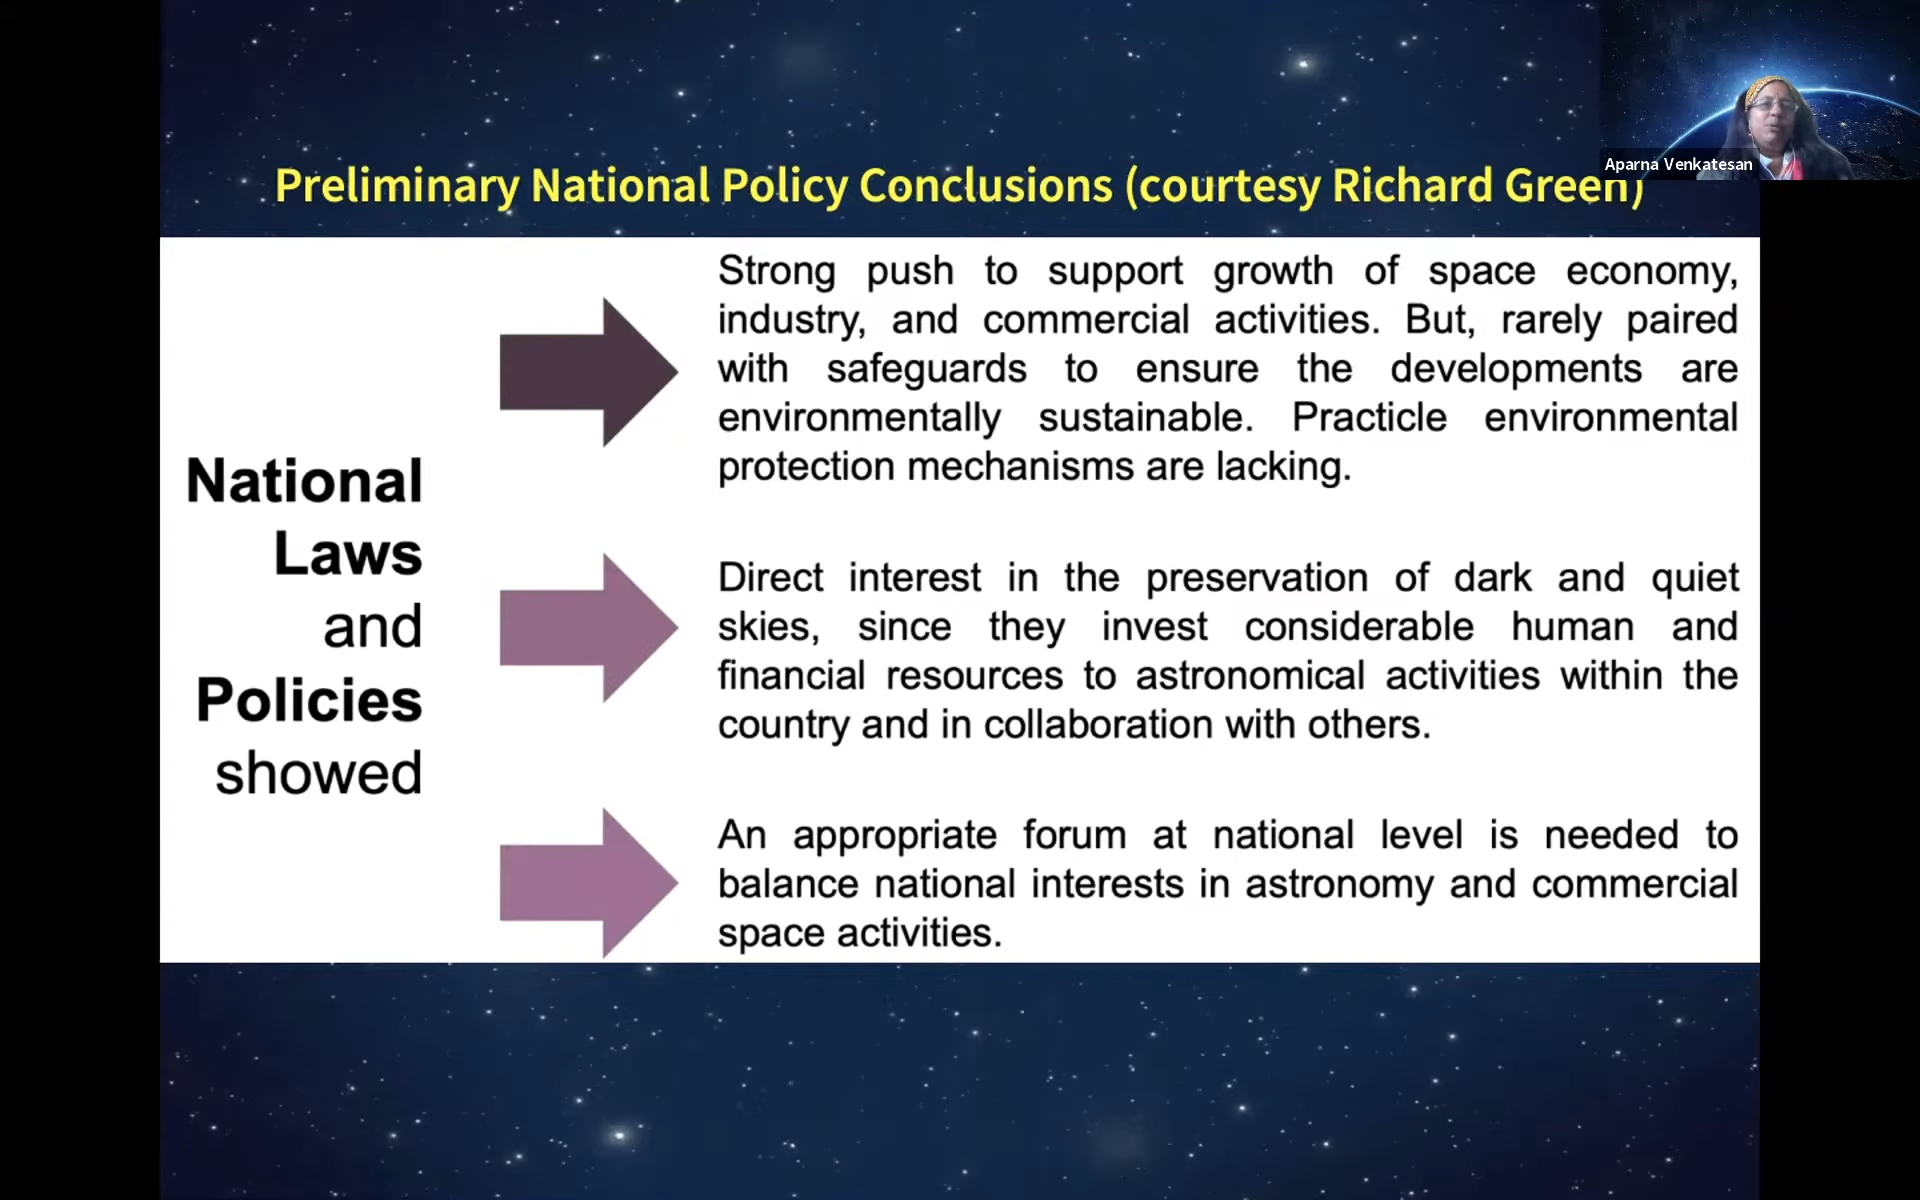 Preliminary National Policy Conclusions (courtesy Richard Green)
Aparna Venkatesan
National
Laws
and
Policies
showed
Strong push to support growth of space economy,
industry, and commercial activities. But, rarely paired
with safeguards to ensure the developments are
environmentally sustainable. Practicle environmental
protection mechanisms are lacking.
Direct interest in the preservation of dark and quiet
skies, since they invest considerable human and
financial resources to astronomical activities within the
country and in collaboration with others.
An appropriate forum at national level is needed to
balance national interests in astronomy and commercial
space activities.